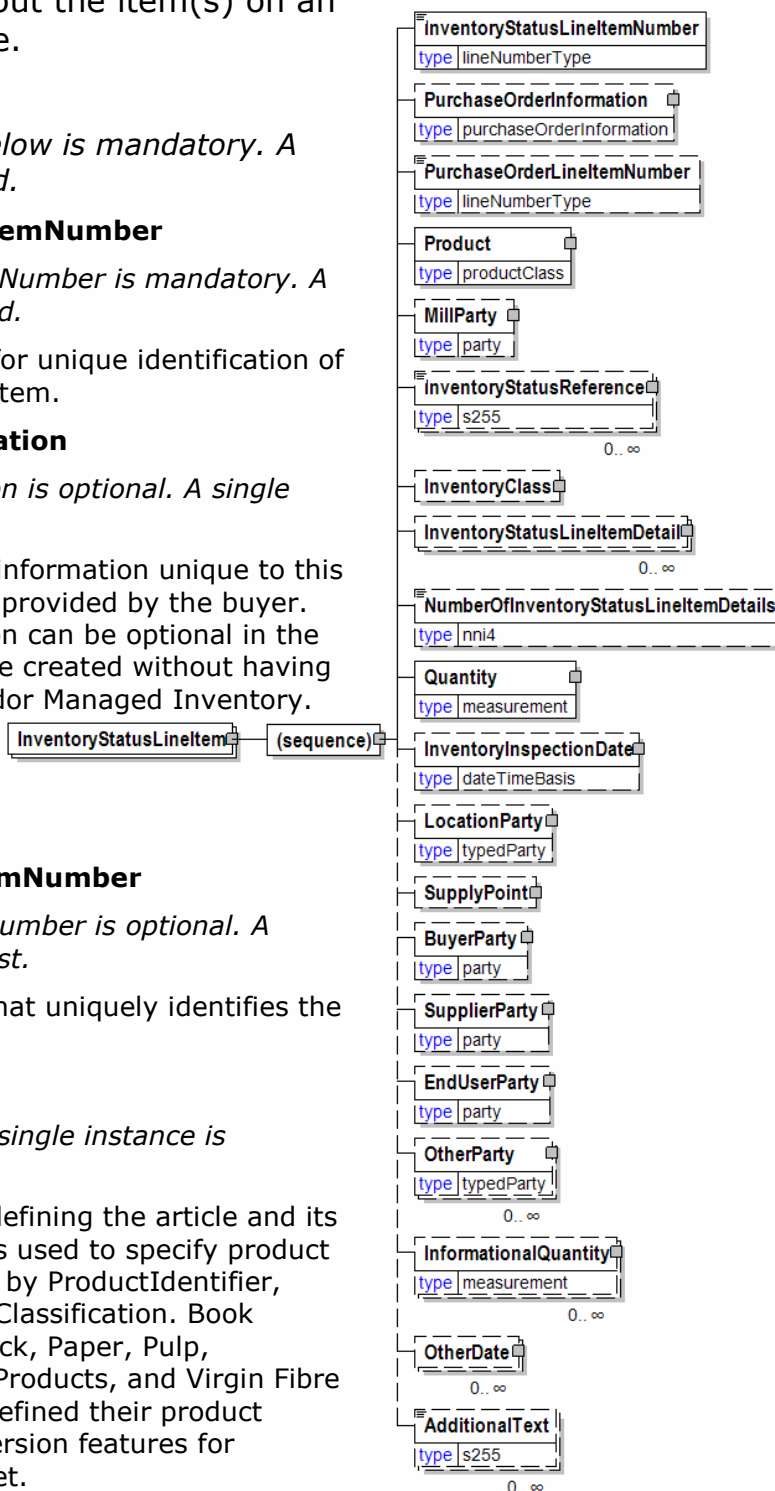 out the item(s) on an
e.
elow is mandatory. A
d.
emNumber
Number is mandatory. A
d.
for unique identification of
tem.
ation
n is optional. A single
information unique to this
provided by the buyer.
on can be optional in the
e created without having
dor Managed Inventory.
mNumber
umber is optional. A
st.
hat uniquely identifies the
single instance is
defining the article and its
s used to specify product
by ProductIdentifier,
Classification. Book
ck, Paper, Pulp,
Products, and Virgin Fibre
efined their product
ersion features for
et.
InventoryStatusLineItem
(sequence)
InventoryStatusLineItemNumber
type lineNumberType
PurchaseOrderInformation
type purchaseOrderInformation
PurchaseOrderLineItemNumber
type lineNumberType
Product
type productClass
MillParty
type party
InventoryStatusReference
type s255
0.. ∞
InventoryClass
InventoryStatusLineItemDetail
0.. ∞
NumberOfInventoryStatusLineItemDetails
type nni4
Quantity
type measurement
InventoryInspectionDate
type dateTimeBasis
LocationParty
type typedParty
SupplyPoint
BuyerParty
type party
SupplierParty
type party
EndUserParty
type party
OtherParty
type typedParty
0.. ∞
InformationalQuantity
type measurement
0.. ∞
OtherDate
0.. ∞
AdditionalText
type s255
0.. ∞